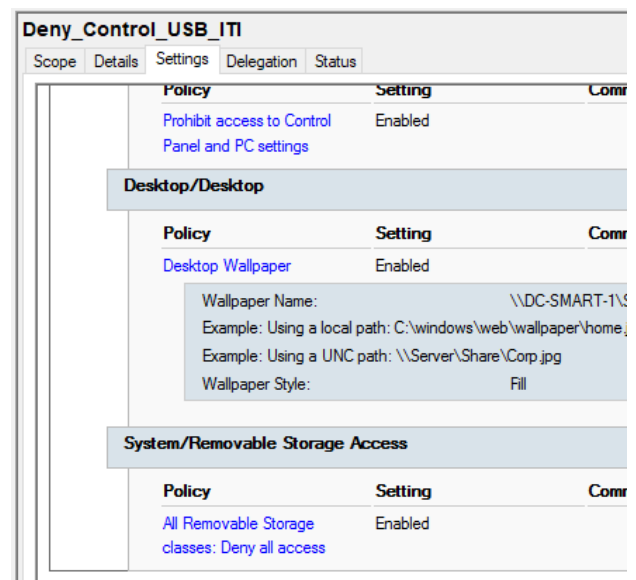 Deny_Control_USB_ITI
Scope Details Settings Delegation Status
Policy Setting
Prohibit access to Control Enabled
Panel and PC settings
Desktop/Desktop
Policy Setting
Desktop Wallpaper Enabled
Wallpaper Name: \\DC-SMART-1\S
Example: Using a local path: C:\windows\web\wallpaper\home.j
Example: Using a UNC path: \\Server\Share\Corp.jpg
Wallpaper Style: Fill
System/Removable Storage Access
Policy Setting
All Removable Storage Enabled
classes: Deny all access